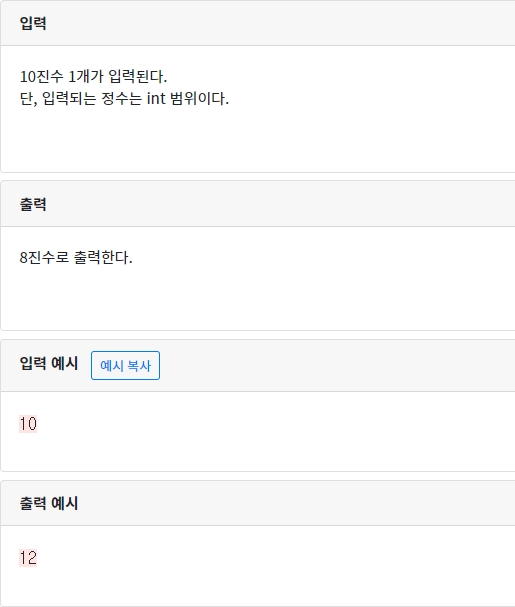 입력
10진수 1개가 입력된다.
단, 입력되는 정수는 int 범위이다.
출력
8진수로 출력한다.
입력 예시 예시 복사
10
출력 예시
12